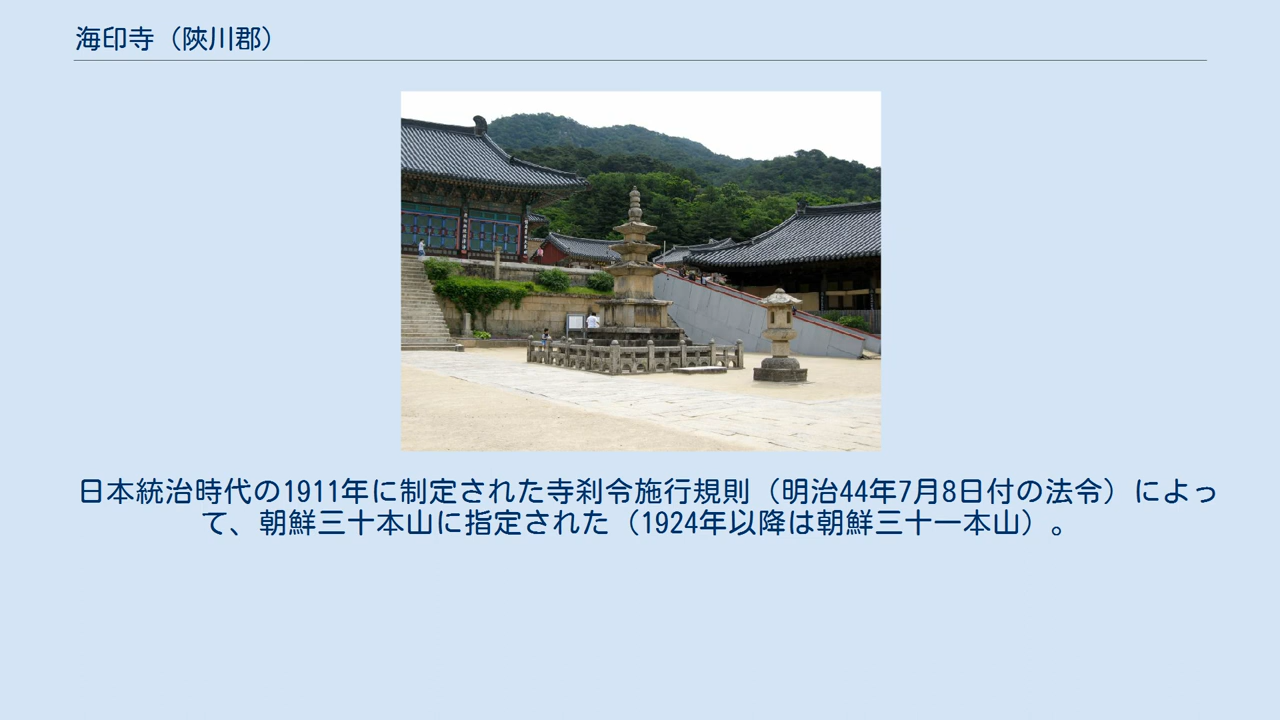 海印寺（陜川郡）
日本統治時代の1911年に制定された寺刹令施行規則（明治44年7月8日付の法令）によっ
て、朝鮮三十本山に指定された（1924年以降は朝鮮三十一本山）。